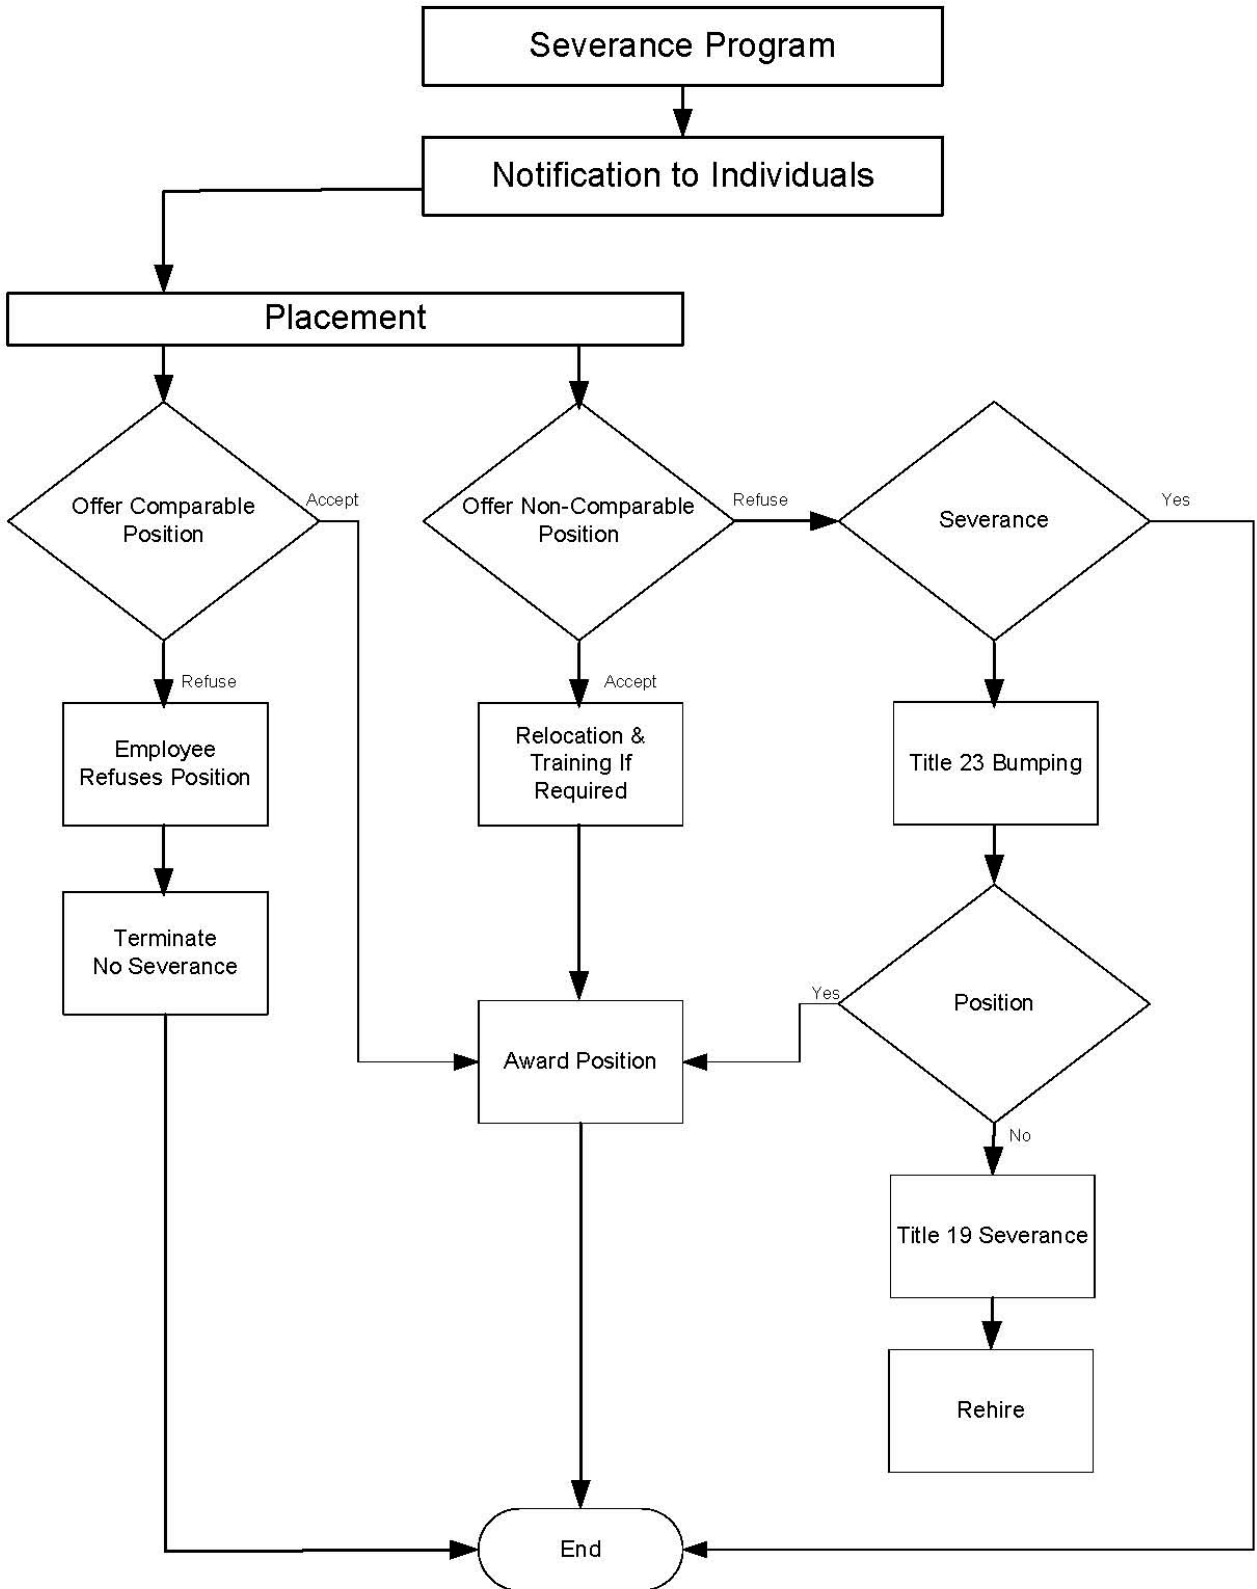 Severance Program
Notification to Individuals
Placement
Offer Comparable
Position
Accept
Offer Non-Comparable
Position
Refuse
Severance
Yes
Refuse
Accept
Employee
Refuses Position
Relocation &
Training If
Required
Title 23 Bumping
Terminate
No Severance
Award Position
Yes
Position
No
Title 19 Severance
Rehire
End